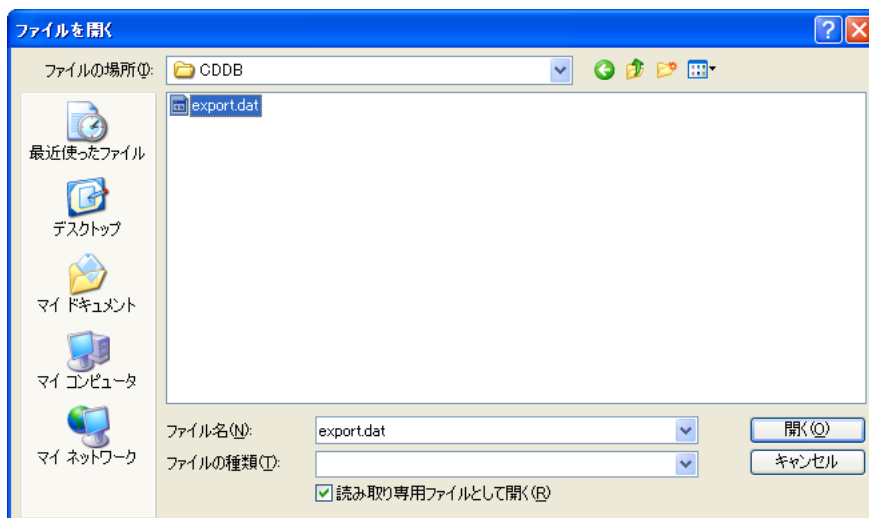 ファイルを開く
ファイルの場所(I):
CDDB
export.dat
最近使ったファイル
デスクトップ
マイ ドキュメント
マイ コンピュータ
マイ ネットワーク
ファイル名(N):
export.dat
開く(O)
ファイルの種類(T):
キャンセル
読み取り専用ファイルとして開く(R)